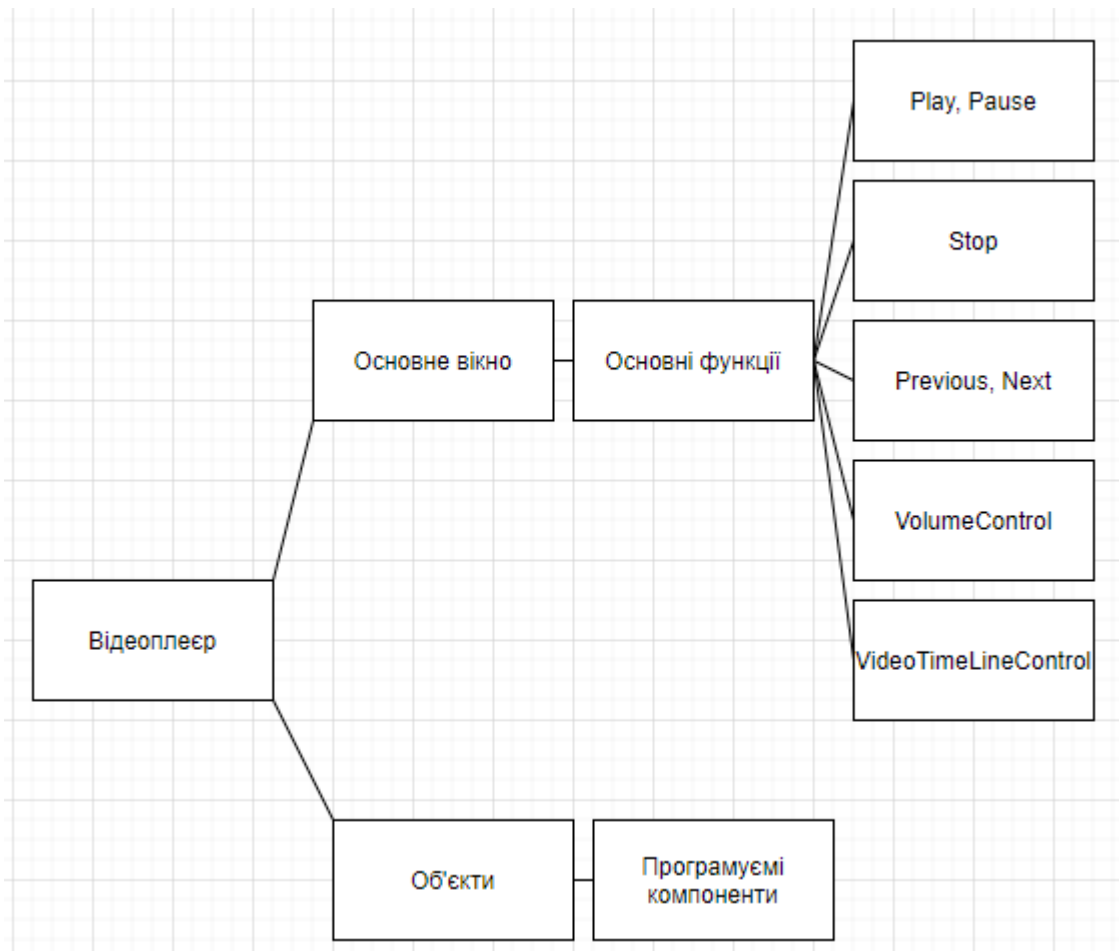 Play, Pause
Stop
Основне вікно
Основні функції
Previous, Next
VolumeControl
Відеоплеєр
VideoTimeLineControl
Об'єкти
Програмуємі
компоненти